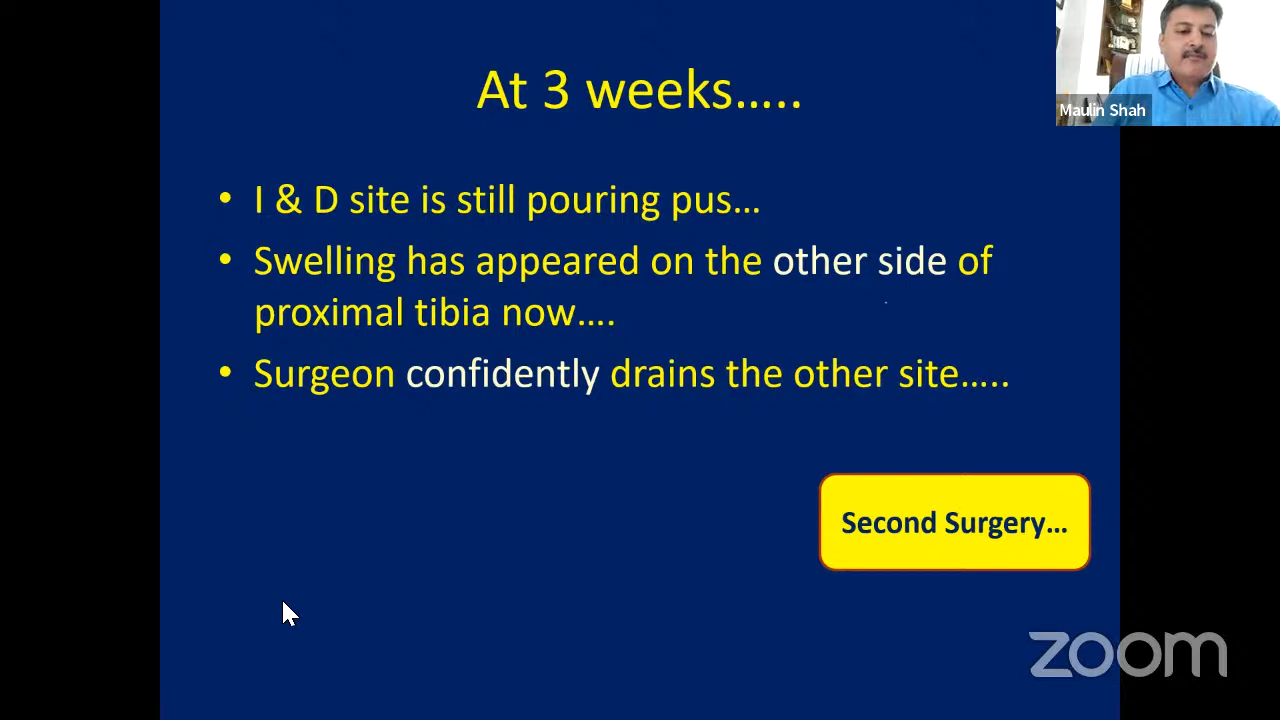 At 3 weeks…..
Maulin Shah
• I & D site is still pouring pus…
• Swelling has appeared on the other side of
proximal tibia now….
• Surgeon confidently drains the other site…..
Second Surgery…
zoom